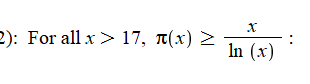 2): For all x > 17, π(x) ≥ x / ln (x) :